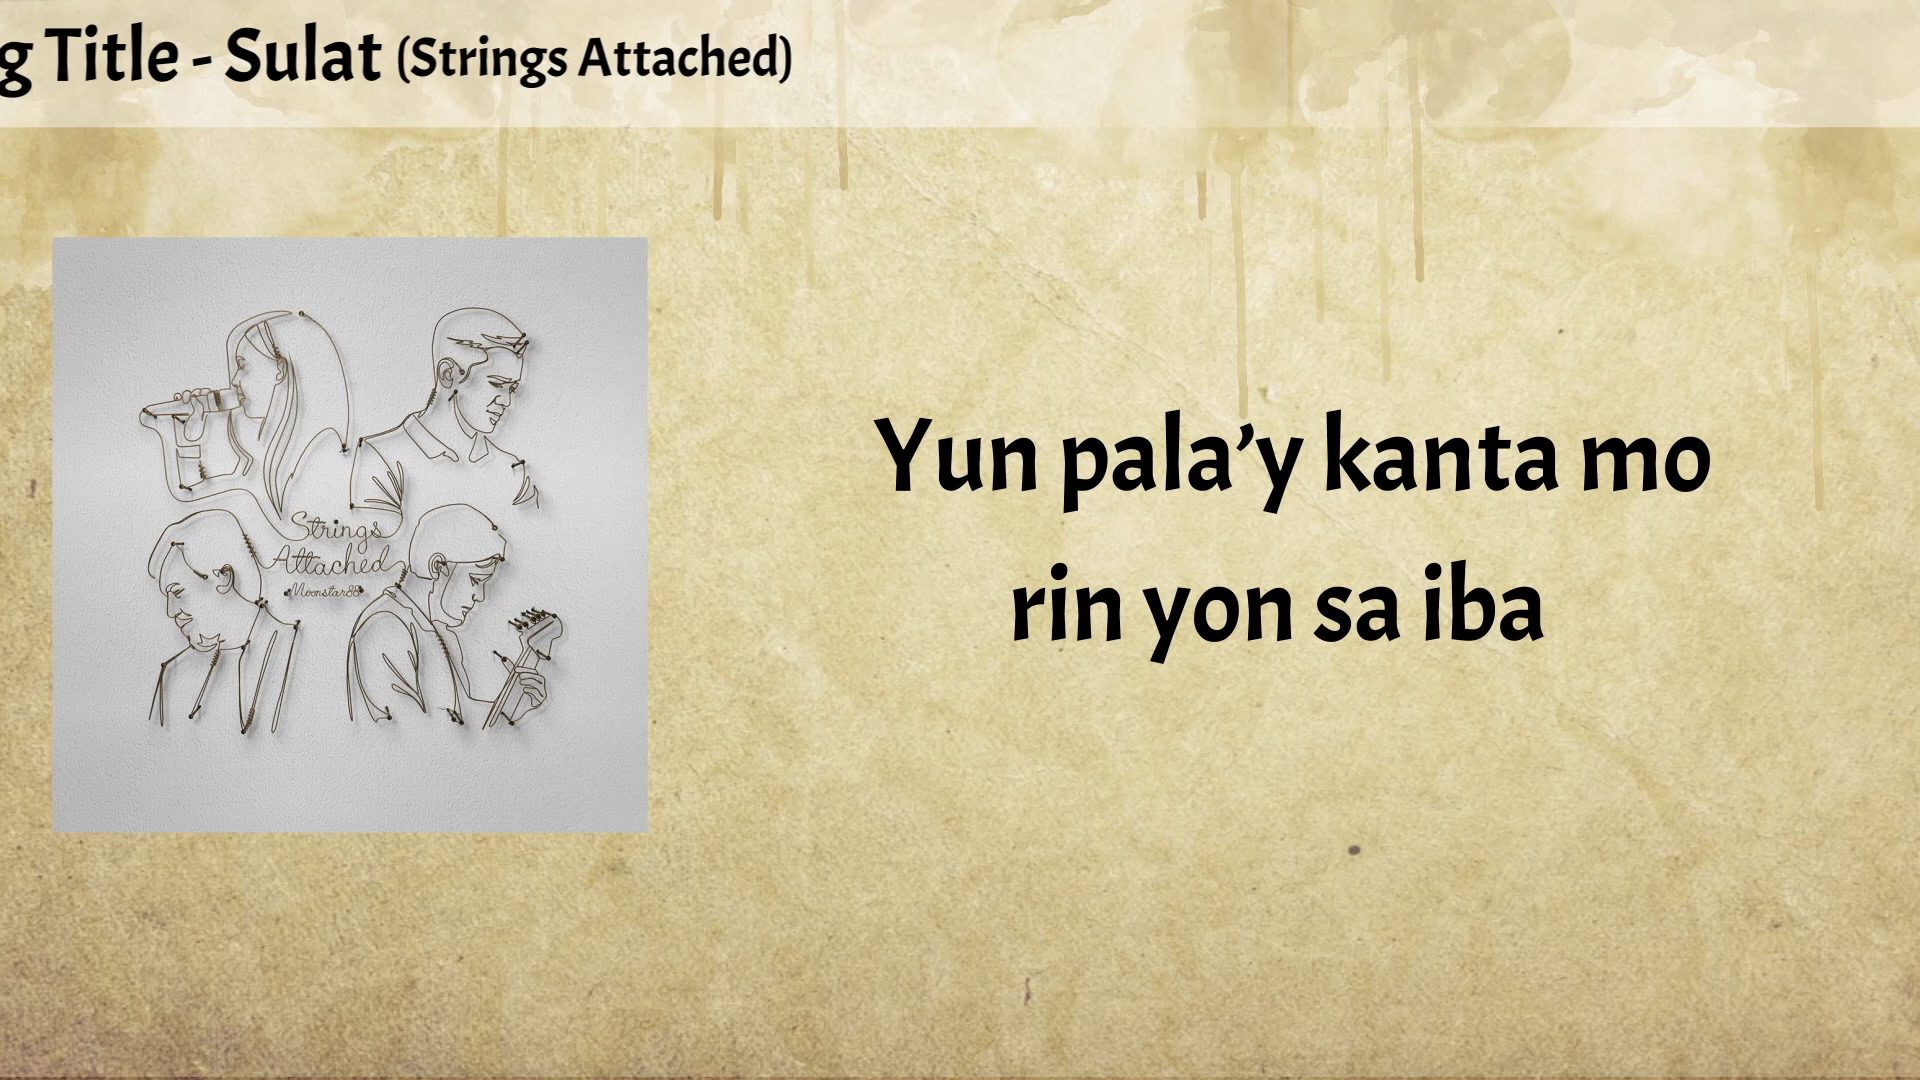 g Title - Sulat (Strings Attached)
Strings
Attached
Moonstar88
Yun pala’y kanta mo
rin yon sa iba